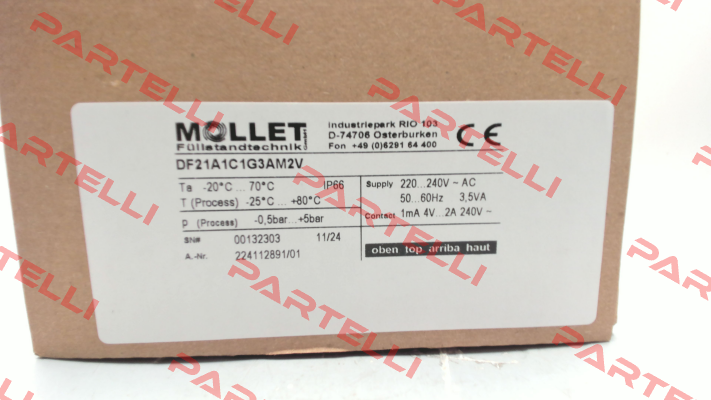 MOLLET
Füllstandtechnik GmbH
Industriepark RIO 103
D-74706 Osterburken
Fon +49 (0)6291 64 400
CE
DF21A1C1G3AM2V
Ta -20°C ... 70°C IP66
T (Process) -25°C ... +80°C
p (Process) -0,5bar...+5bar
SN# 00132303 11/24
A.-Nr. 224112891/01
Supply 220...240V ~ AC
50...60Hz 3,5VA
Contact 1mA 4V...2A 240V ~
oben top arriba haut
PARTELLI
PARTELLI
PARTELLI
PARTELLI
PARTELLI
PARTELLI
PARTELLI